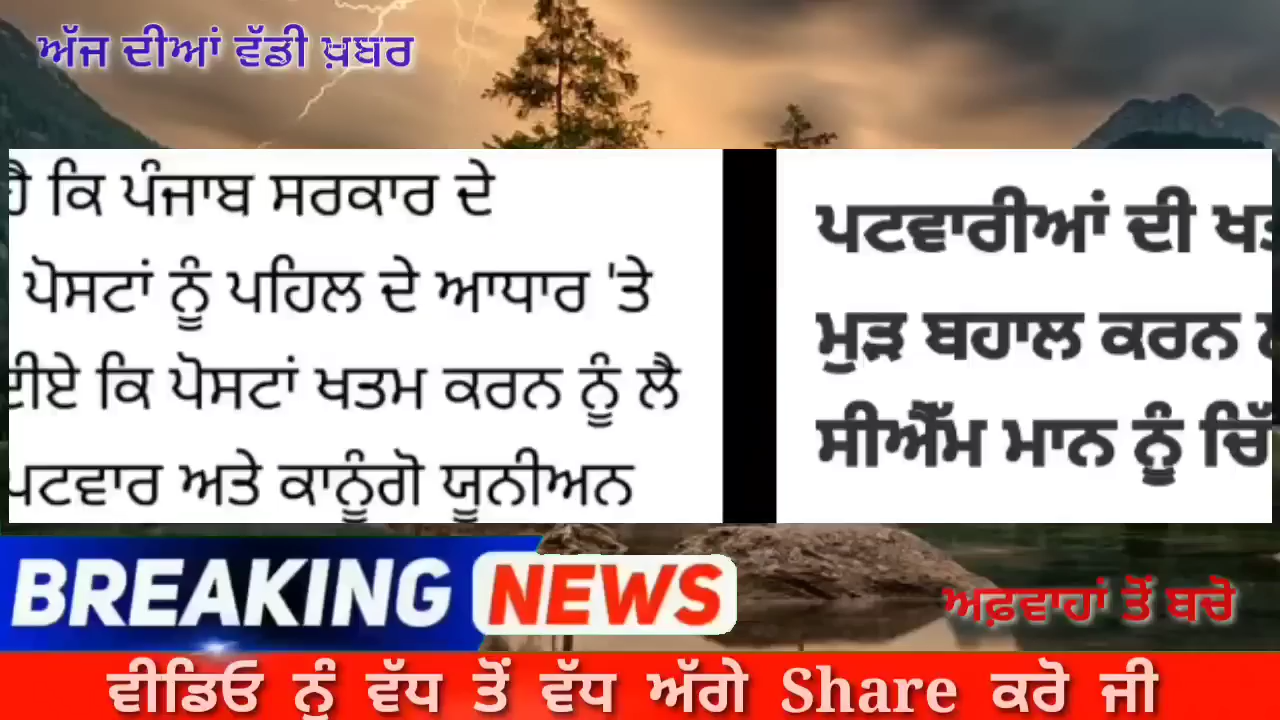 ਅੱਜ ਦੀਆਂ ਵੱਡੀ ਖ਼ਬਰ
ਹੈ ਕਿ ਪੰਜਾਬ ਸਰਕਾਰ ਦੇ
ਪੋਸਟਾਂ ਨੂੰ ਪਹਿਲ ਦੇ ਆਧਾਰ 'ਤੇ
ਕਿ ਪੋਸਟਾਂ ਖਤਮ ਕਰਨ ਨੂੰ ਲੈ
ਪਟਵਾਰ ਅਤੇ ਕਾਨੂੰਗੋ ਯੂਨੀਅਨ
ਪਟਵਾਰੀਆਂ ਦੀ
ਮੁੜ ਬਹਾਲ ਕਰਨ
ਸੀਐੱਮ ਮਾਨ ਨੂੰ
BREAKING NEWS
ਅਫ਼ਵਾਹਾਂ ਤੋਂ ਬਚੋ
ਵੀਡਿਓ ਨੂੰ ਵੱਧ ਤੋਂ ਵੱਧ ਅੱਗੇ Share ਕਰੋ ਜੀ